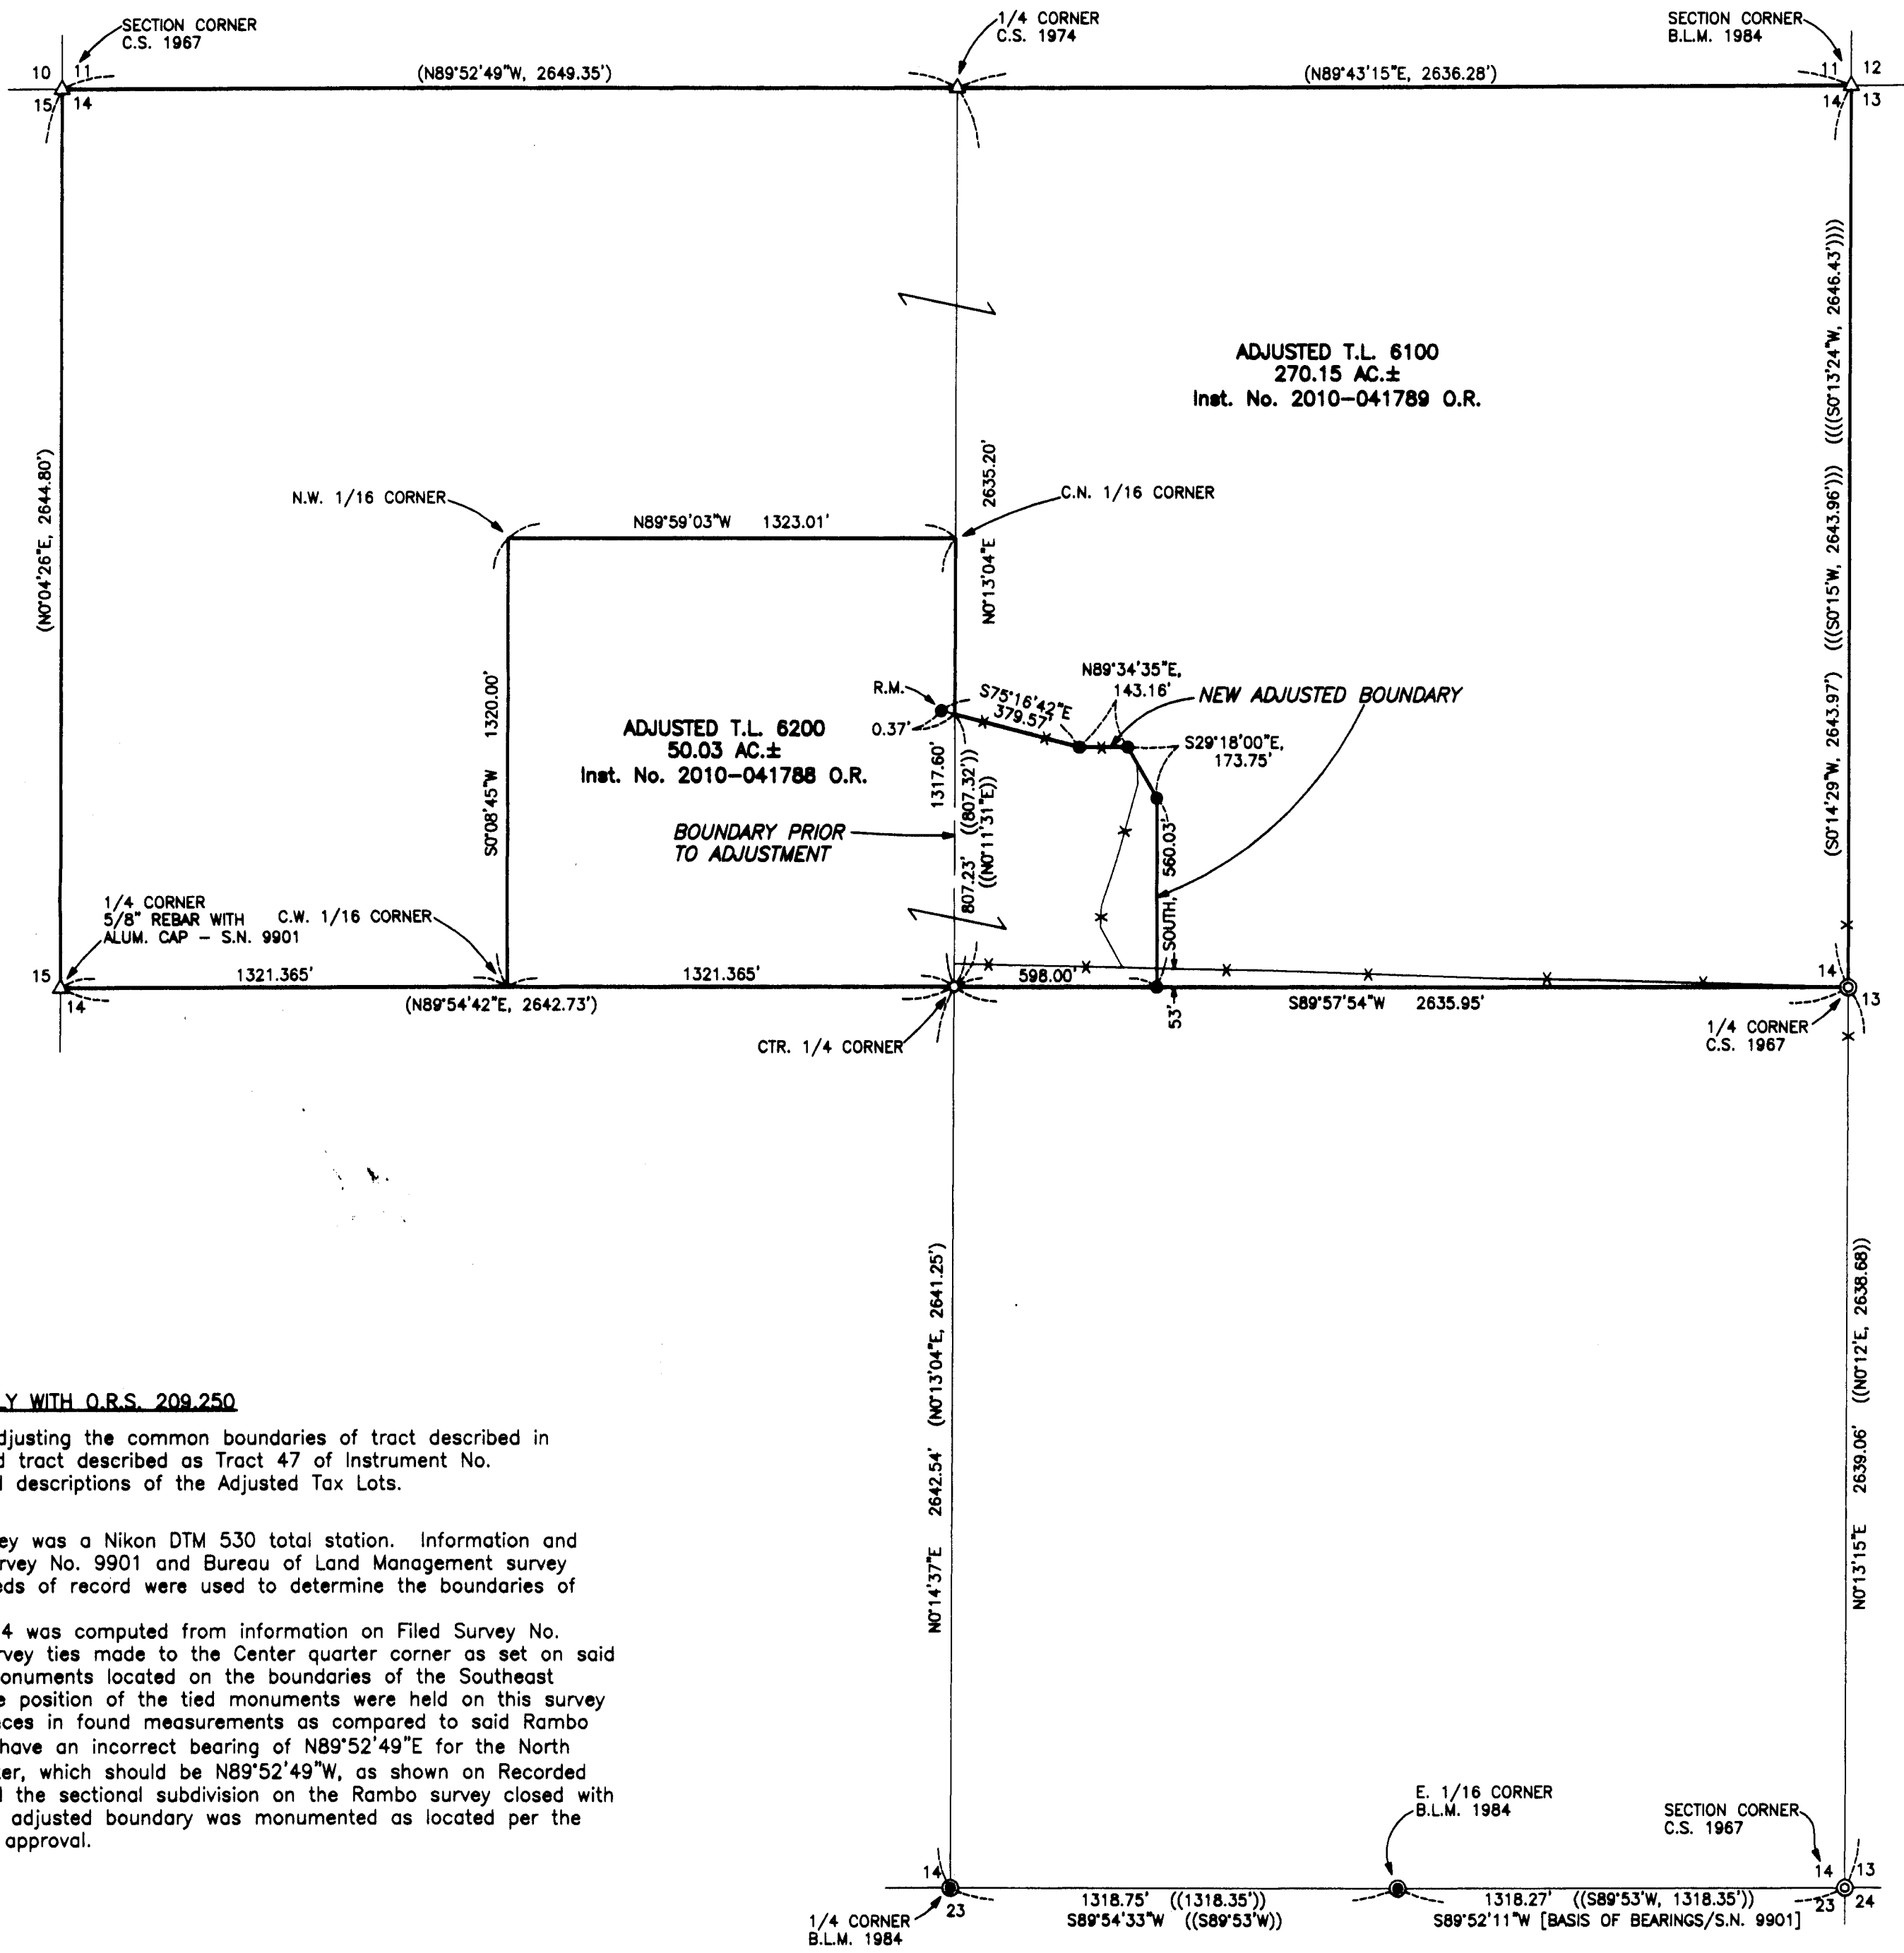 SECTION CORNER
C.S. 1967
1/4 CORNER
C.S. 1974
SECTION CORNER
B.L.M. 1984
10 11
15 14
(N89°52'49"W, 2649.35')
(N89°43'15"E, 2636.28')
11 12
14 13
(N0°04'26"E, 2644.80')
(S0°14'29"W, 2643.97') (((S0°15'W, 2643.96'))) ((((S0°13'24"W, 2646.43'))))
ADJUSTED T.L. 6100
270.15 AC.±
Inst. No. 2010-041789 O.R.
N.W. 1/16 CORNER
C.N. 1/16 CORNER
N89°59'03"W 1323.01'
N0°13'04"E 2635.20'
S0°08'45"W 1320.00'
R.M.
0.37'
S75°16'42"E
379.57'
N89°34'35"E,
143.16'
NEW ADJUSTED BOUNDARY
S29°18'00"E,
173.75'
ADJUSTED T.L. 6200
50.03 AC.±
Inst. No. 2010-041788 O.R.
1317.60'
807.23' ((807.32'))
((N0°11'31"E))
BOUNDARY PRIOR
TO ADJUSTMENT
SOUTH, 560.03'
1/4 CORNER
5/8" REBAR WITH
ALUM. CAP - S.N. 9901
C.W. 1/16 CORNER
15
14
1321.365'
1321.365'
(N89°54'42"E, 2642.73')
598.00'
53'
S89°57'54"W 2635.95'
14
13
CTR. 1/4 CORNER
1/4 CORNER
C.S. 1967
N0°14'37"E 2642.54' (N0°13'04"E, 2641.25')
N0°13'15"E 2639.06' ((N0°12'E, 2638.68))
LY WITH O.R.S. 209.250
djusting the common boundaries of tract described in
d tract described as Tract 47 of Instrument No.
l descriptions of the Adjusted Tax Lots.
ey was a Nikon DTM 530 total station. Information and
rvey No. 9901 and Bureau of Land Management survey
eds of record were used to determine the boundaries of
4 was computed from information on Filed Survey No.
rvey ties made to the Center quarter corner as set on said
onuments located on the boundaries of the Southeast
e position of the tied monuments were held on this survey
ces in found measurements as compared to said Rambo
have an incorrect bearing of N89°52'49"E for the North
er, which should be N89°52'49"W, as shown on Recorded
l the sectional subdivision on the Rambo survey closed with
adjusted boundary was monumented as located per the
approval.
E. 1/16 CORNER
B.L.M. 1984
SECTION CORNER
C.S. 1967
14
23
14 13
23 24
1318.75' ((1318.35'))
S89°54'33"W ((S89°53'W))
1318.27' ((S89°53'W, 1318.35'))
S89°52'11"W [BASIS OF BEARINGS/S.N. 9901]
1/4 CORNER
B.L.M. 1984